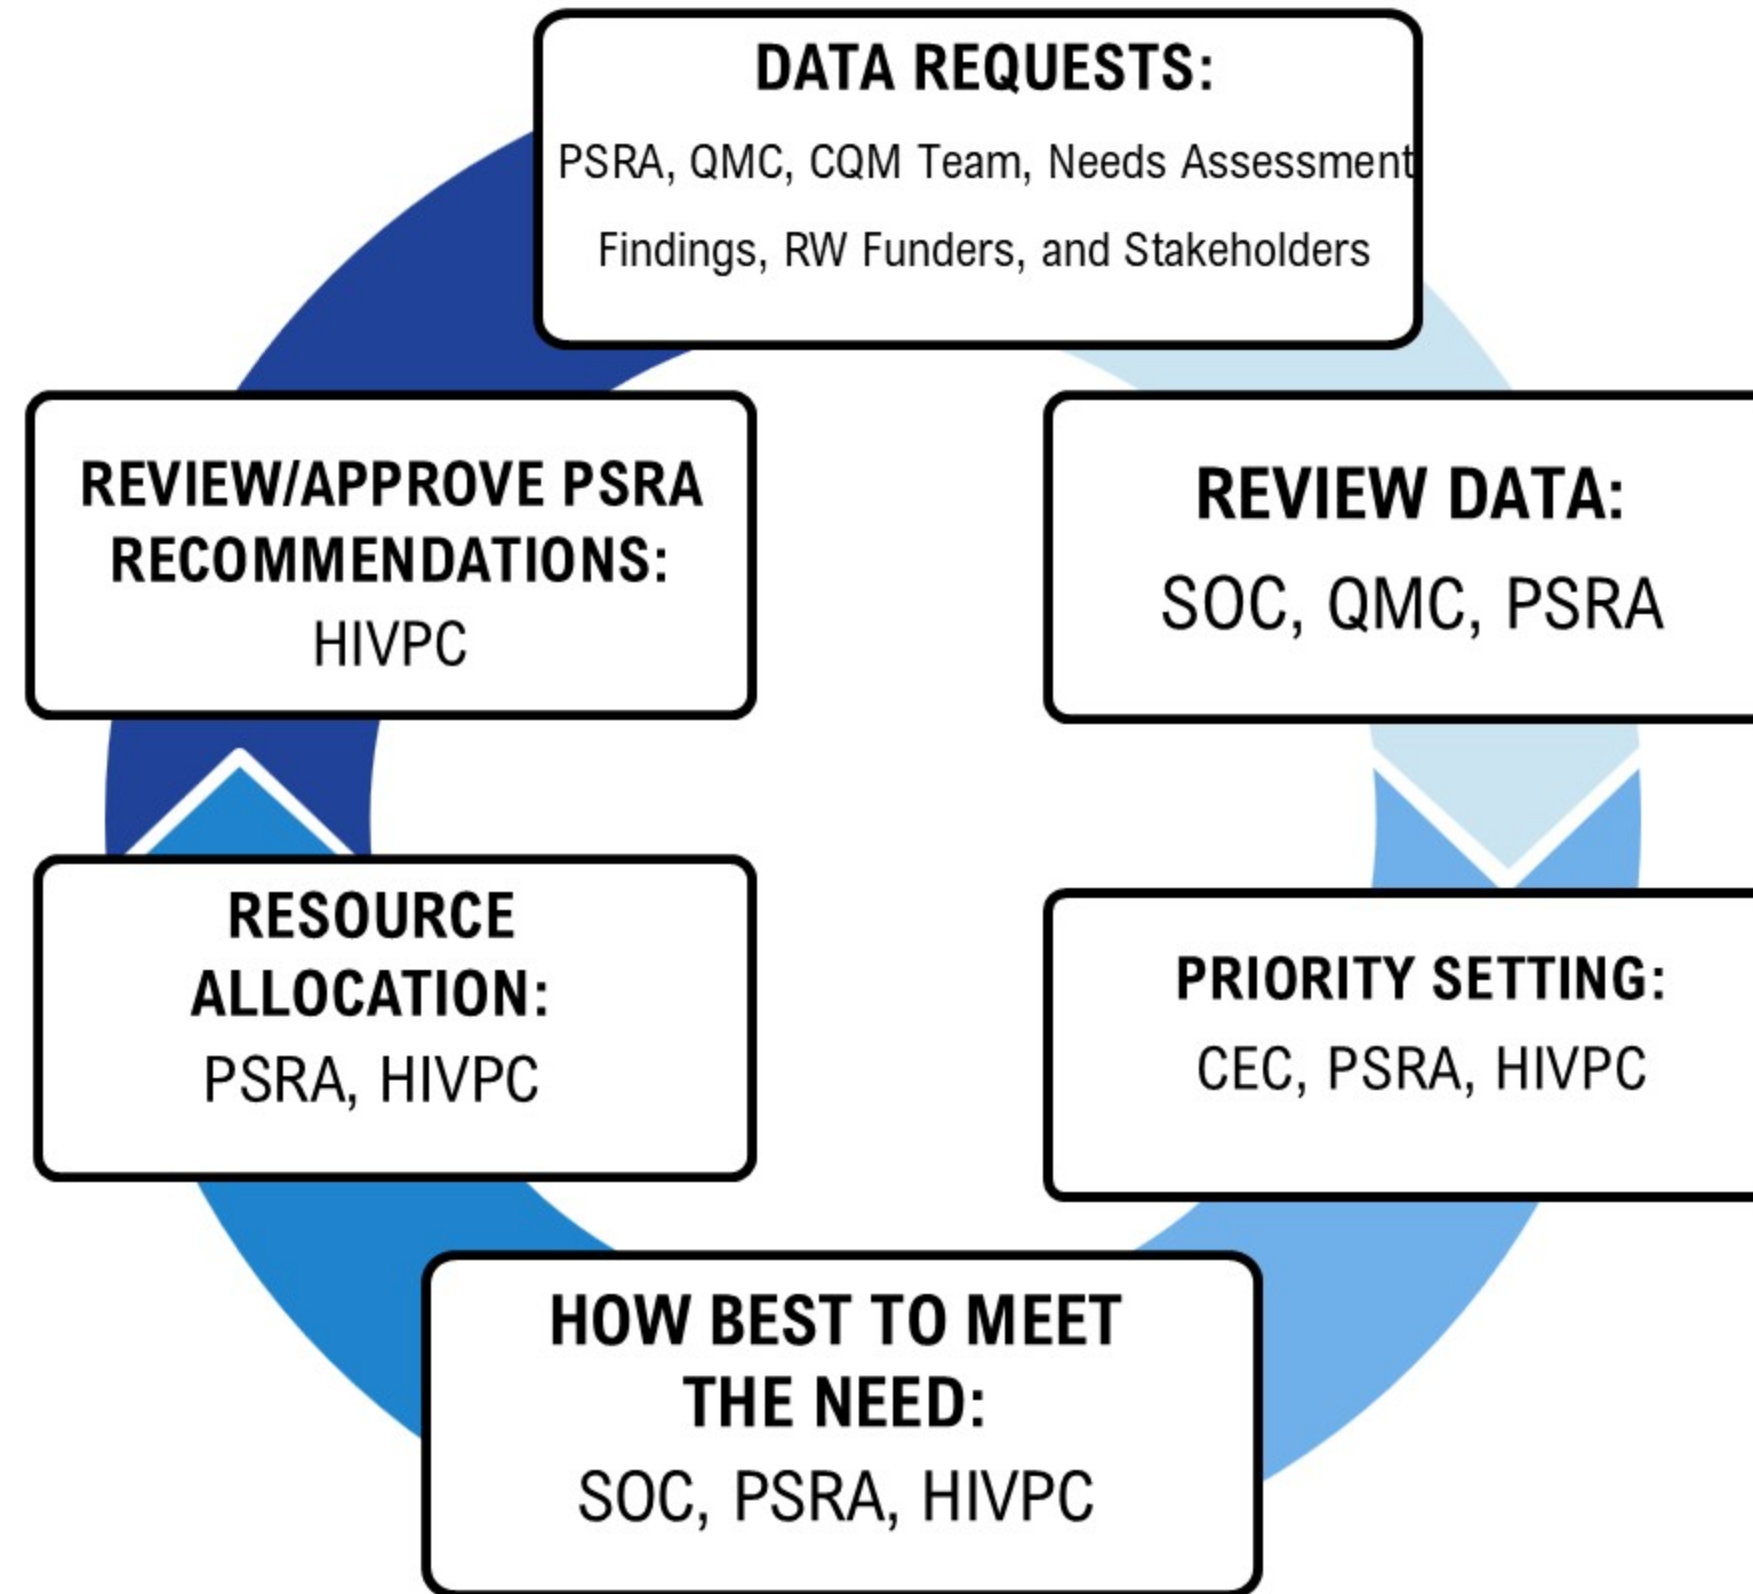 DATA REQUESTS:
PSRA, QMC, CQM Team, Needs Assessment
Findings, RW Funders, and Stakeholders
REVIEW DATA:
SOC, QMC, PSRA
PRIORITY SETTING:
CEC, PSRA, HIVPC
HOW BEST TO MEET
THE NEED:
SOC, PSRA, HIVPC
RESOURCE
ALLOCATION:
PSRA, HIVPC
REVIEW/APPROVE PSRA
RECOMMENDATIONS:
HIVPC